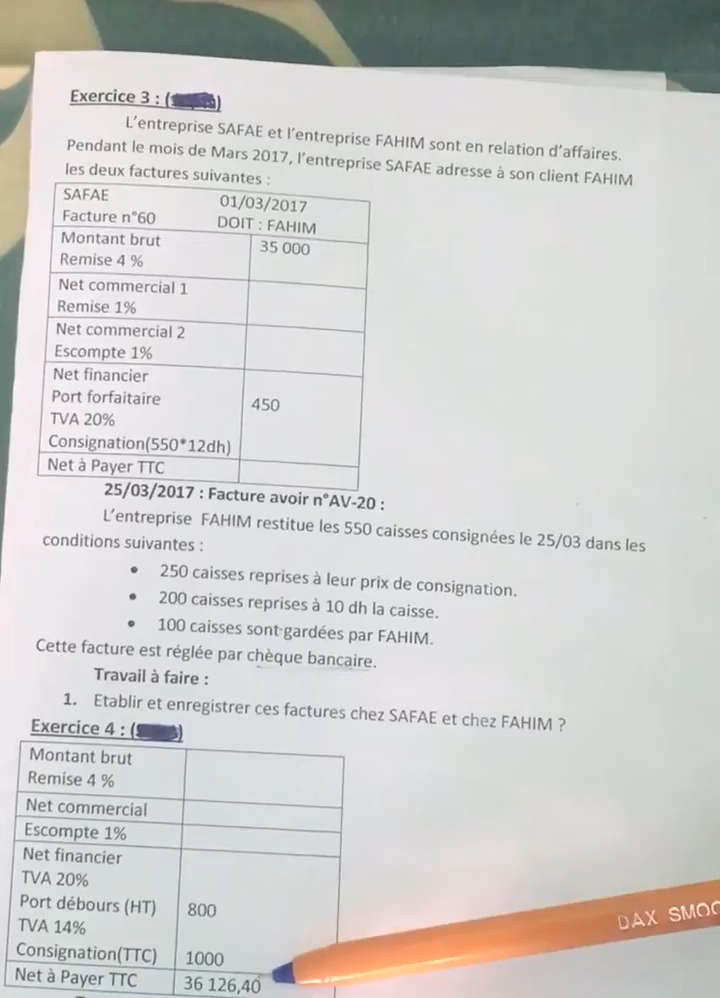 Exercice 3 : (
L'entreprise SAFAE et l'entreprise FAHIM sont en relation d'affaires.
Pendant le mois de Mars 2017, l'entreprise SAFAE adresse à son client FAHIM
les deux factures suivantes :
SAFAE 01/03/2017
Facture n°60 DOIT : FAHIM
Montant brut 35 000
Remise 4 %
Net commercial 1
Remise 1%
Net commercial 2
Escompte 1%
Net financier
Port forfaitaire 450
TVA 20%
Consignation(550*12dh)
Net à Payer TTC
25/03/2017 : Facture avoir n°AV-20 :
L'entreprise FAHIM restitue les 550 caisses consignées le 25/03 dans les
conditions suivantes :
• 250 caisses reprises à leur prix de consignation.
• 200 caisses reprises à 10 dh la caisse.
• 100 caisses sont gardées par FAHIM.
Cette facture est réglée par chèque bancaire.
Travail à faire :
1. Etablir et enregistrer ces factures chez SAFAE et chez FAHIM ?
Exercice 4 : (
Montant brut
Remise 4 %
Net commercial
Escompte 1%
Net financier
TVA 20%
Port débours (HT) 800
TVA 14%
Consignation(TTC) 1000
Net à Payer TTC 36 126,40
DAX SMOO